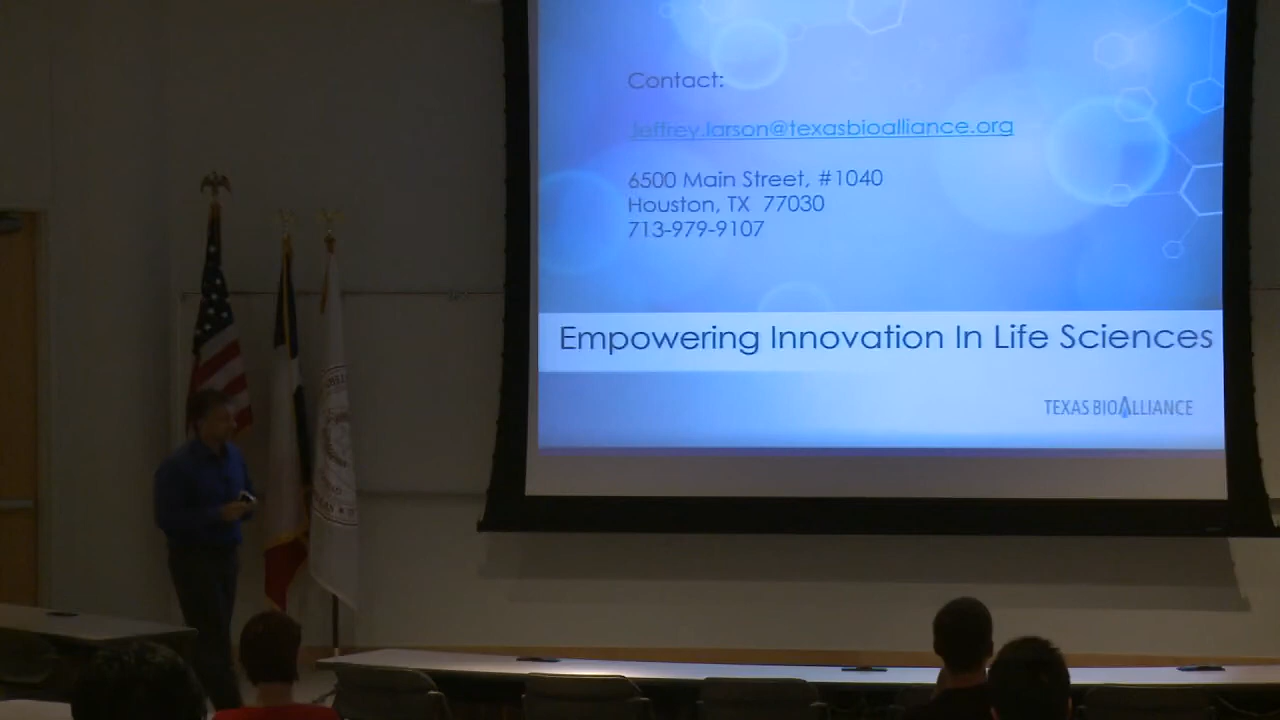 Contact:
Jeffrey.larson@texasbioalliance.org
6500 Main Street, #1040
Houston, TX 77030
713-979-9107
Empowering Innovation In Life Sciences
TEXAS BIOALLIANCE